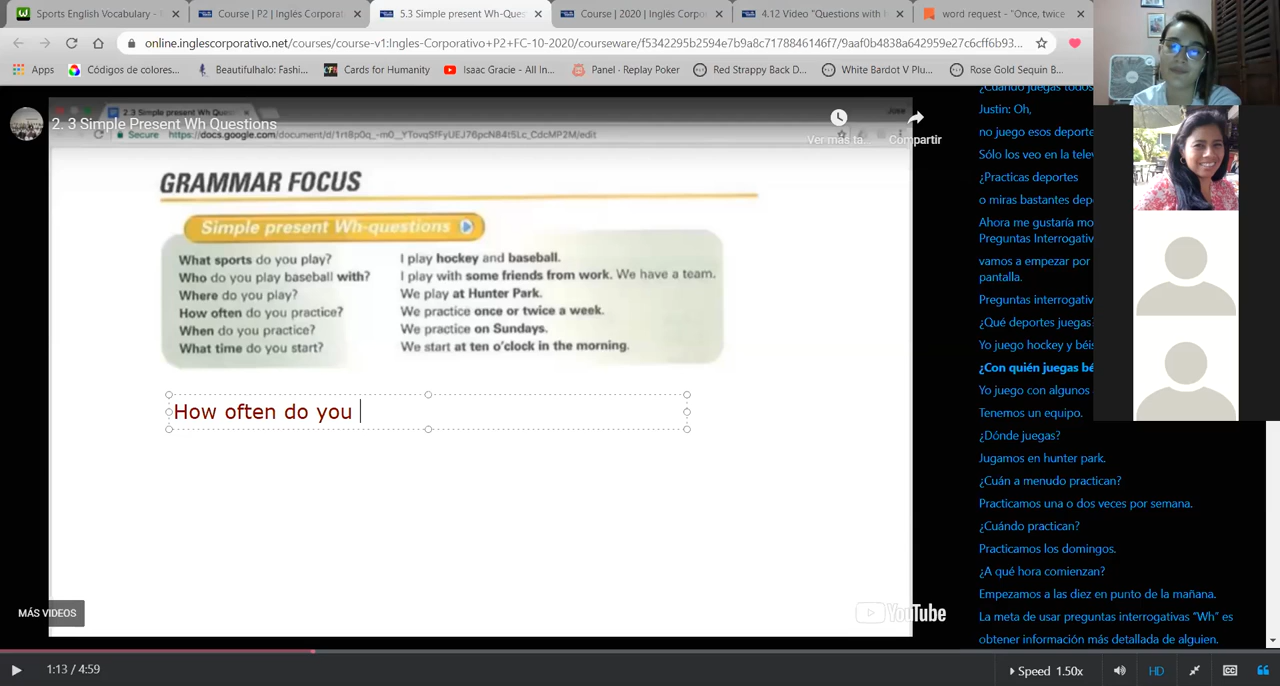 Sports English Vocabulary -
Course | P2 | Inglés Corporat
5.3 Simple present Wh-Ques
Course | 2020 | Inglés Corpo
4.12 Video "Questions with
word request - "Once, twice
online.inglescorporativo.net/courses/course-v1:Ingles-Corporativo+P2+FC-10-2020/courseware/f5342295b2594e7b9a8c7178846146f7/9aaf0b4838a642959e27c6cff6b93...
Apps
Códigos de colores...
Beautifulhalo: Fashi...
Cards for Humanity
Isaac Gracie - All In...
Panel · Replay Poker
Red Strappy Back D...
White Bardot V Plu...
Rose Gold Sequin B...
2. 3 Simple Present Wh Questions
Ver más ta...
Compartir
GRAMMAR FOCUS
Simple present Wh-questions
What sports do you play? I play hockey and baseball.
Who do you play baseball with? I play with some friends from work. We have a team.
Where do you play? We play at Hunter Park.
How often do you practice? We practice once or twice a week.
When do you practice? We practice on Sundays.
What time do you start? We start at ten o'clock in the morning.
How often do you
MÁS VIDEOS
YouTube
¿Cuándo juegas todos
Justin: Oh,
no juego esos deporte
Sólo los veo en la telev
¿Practicas deportes
o miras bastantes dep
Ahora me gustaría mo
Preguntas Interrogativ
vamos a empezar por
pantalla.
Preguntas interrogativ
¿Qué deportes juegas?
Yo juego hockey y béis
¿Con quién juegas bé
Yo juego con algunos
Tenemos un equipo.
¿Dónde juegas?
Jugamos en hunter park.
¿Cuán a menudo practican?
Practicamos una o dos veces por semana.
¿Cuándo practican?
Practicamos los domingos.
¿A qué hora comienzan?
Empezamos a las diez en punto de la mañana.
La meta de usar preguntas interrogativas “Wh” es
obtener información más detallada de alguien.
1:13 / 4:59
Speed 1.50x
HD
CC